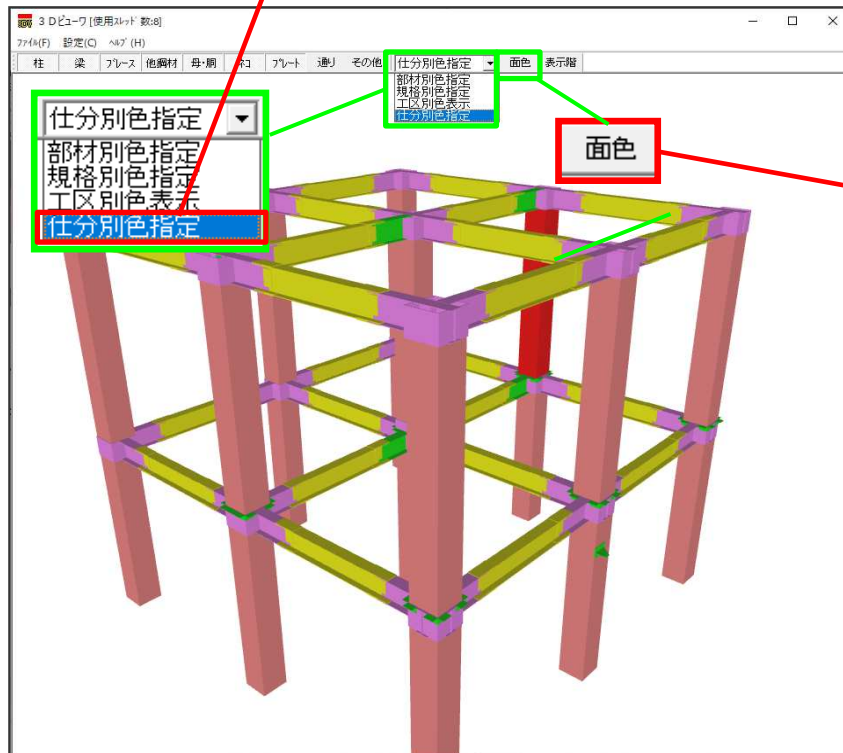 3Dビューワ [使用スレッド数:8]
ファイル(F) 設定(C) ヘルプ(H)
柱 梁 ブレース 他鋼材 母・胴 ネコ プレート 通り その他 仕分別色指定 面色 表示階
部材別色指定
規格別色指定
工区別色表示
仕分別色指定
仕分別色指定
部材別色指定
規格別色指定
工区別色表示
仕分別色指定
面色